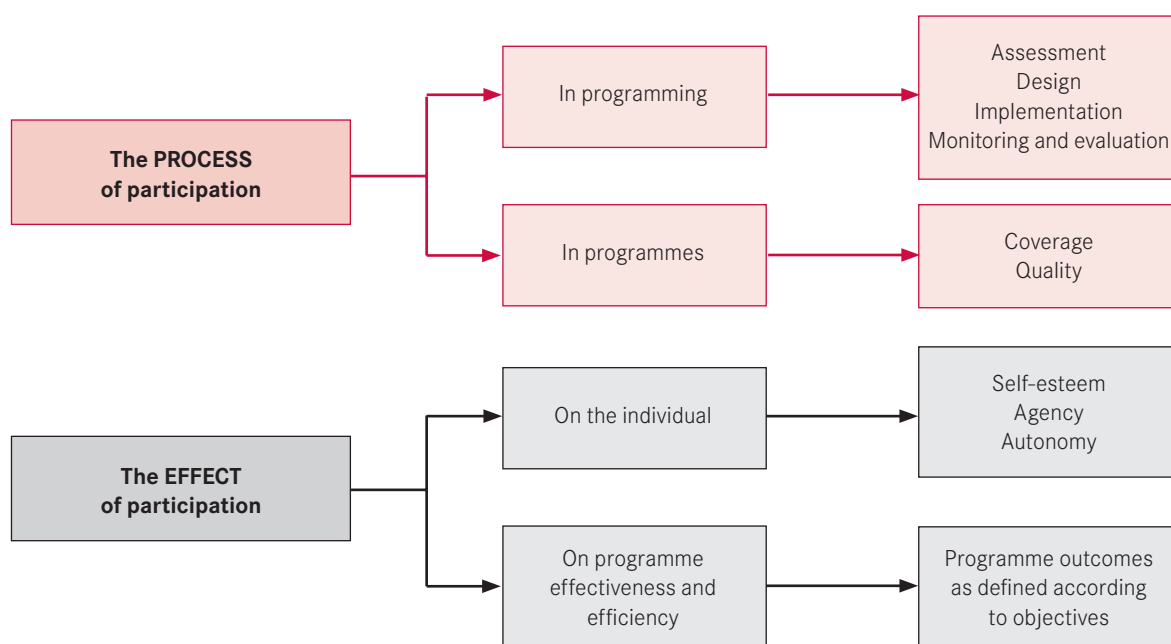 The PROCESS
of participation
In programming
Assessment
Design
Implementation
Monitoring and evaluation
In programmes
Coverage
Quality
The EFFECT
of participation
On the individual
Self-esteem
Agency
Autonomy
On programme
effectiveness and
efficiency
Programme outcomes
as defined according
to objectives